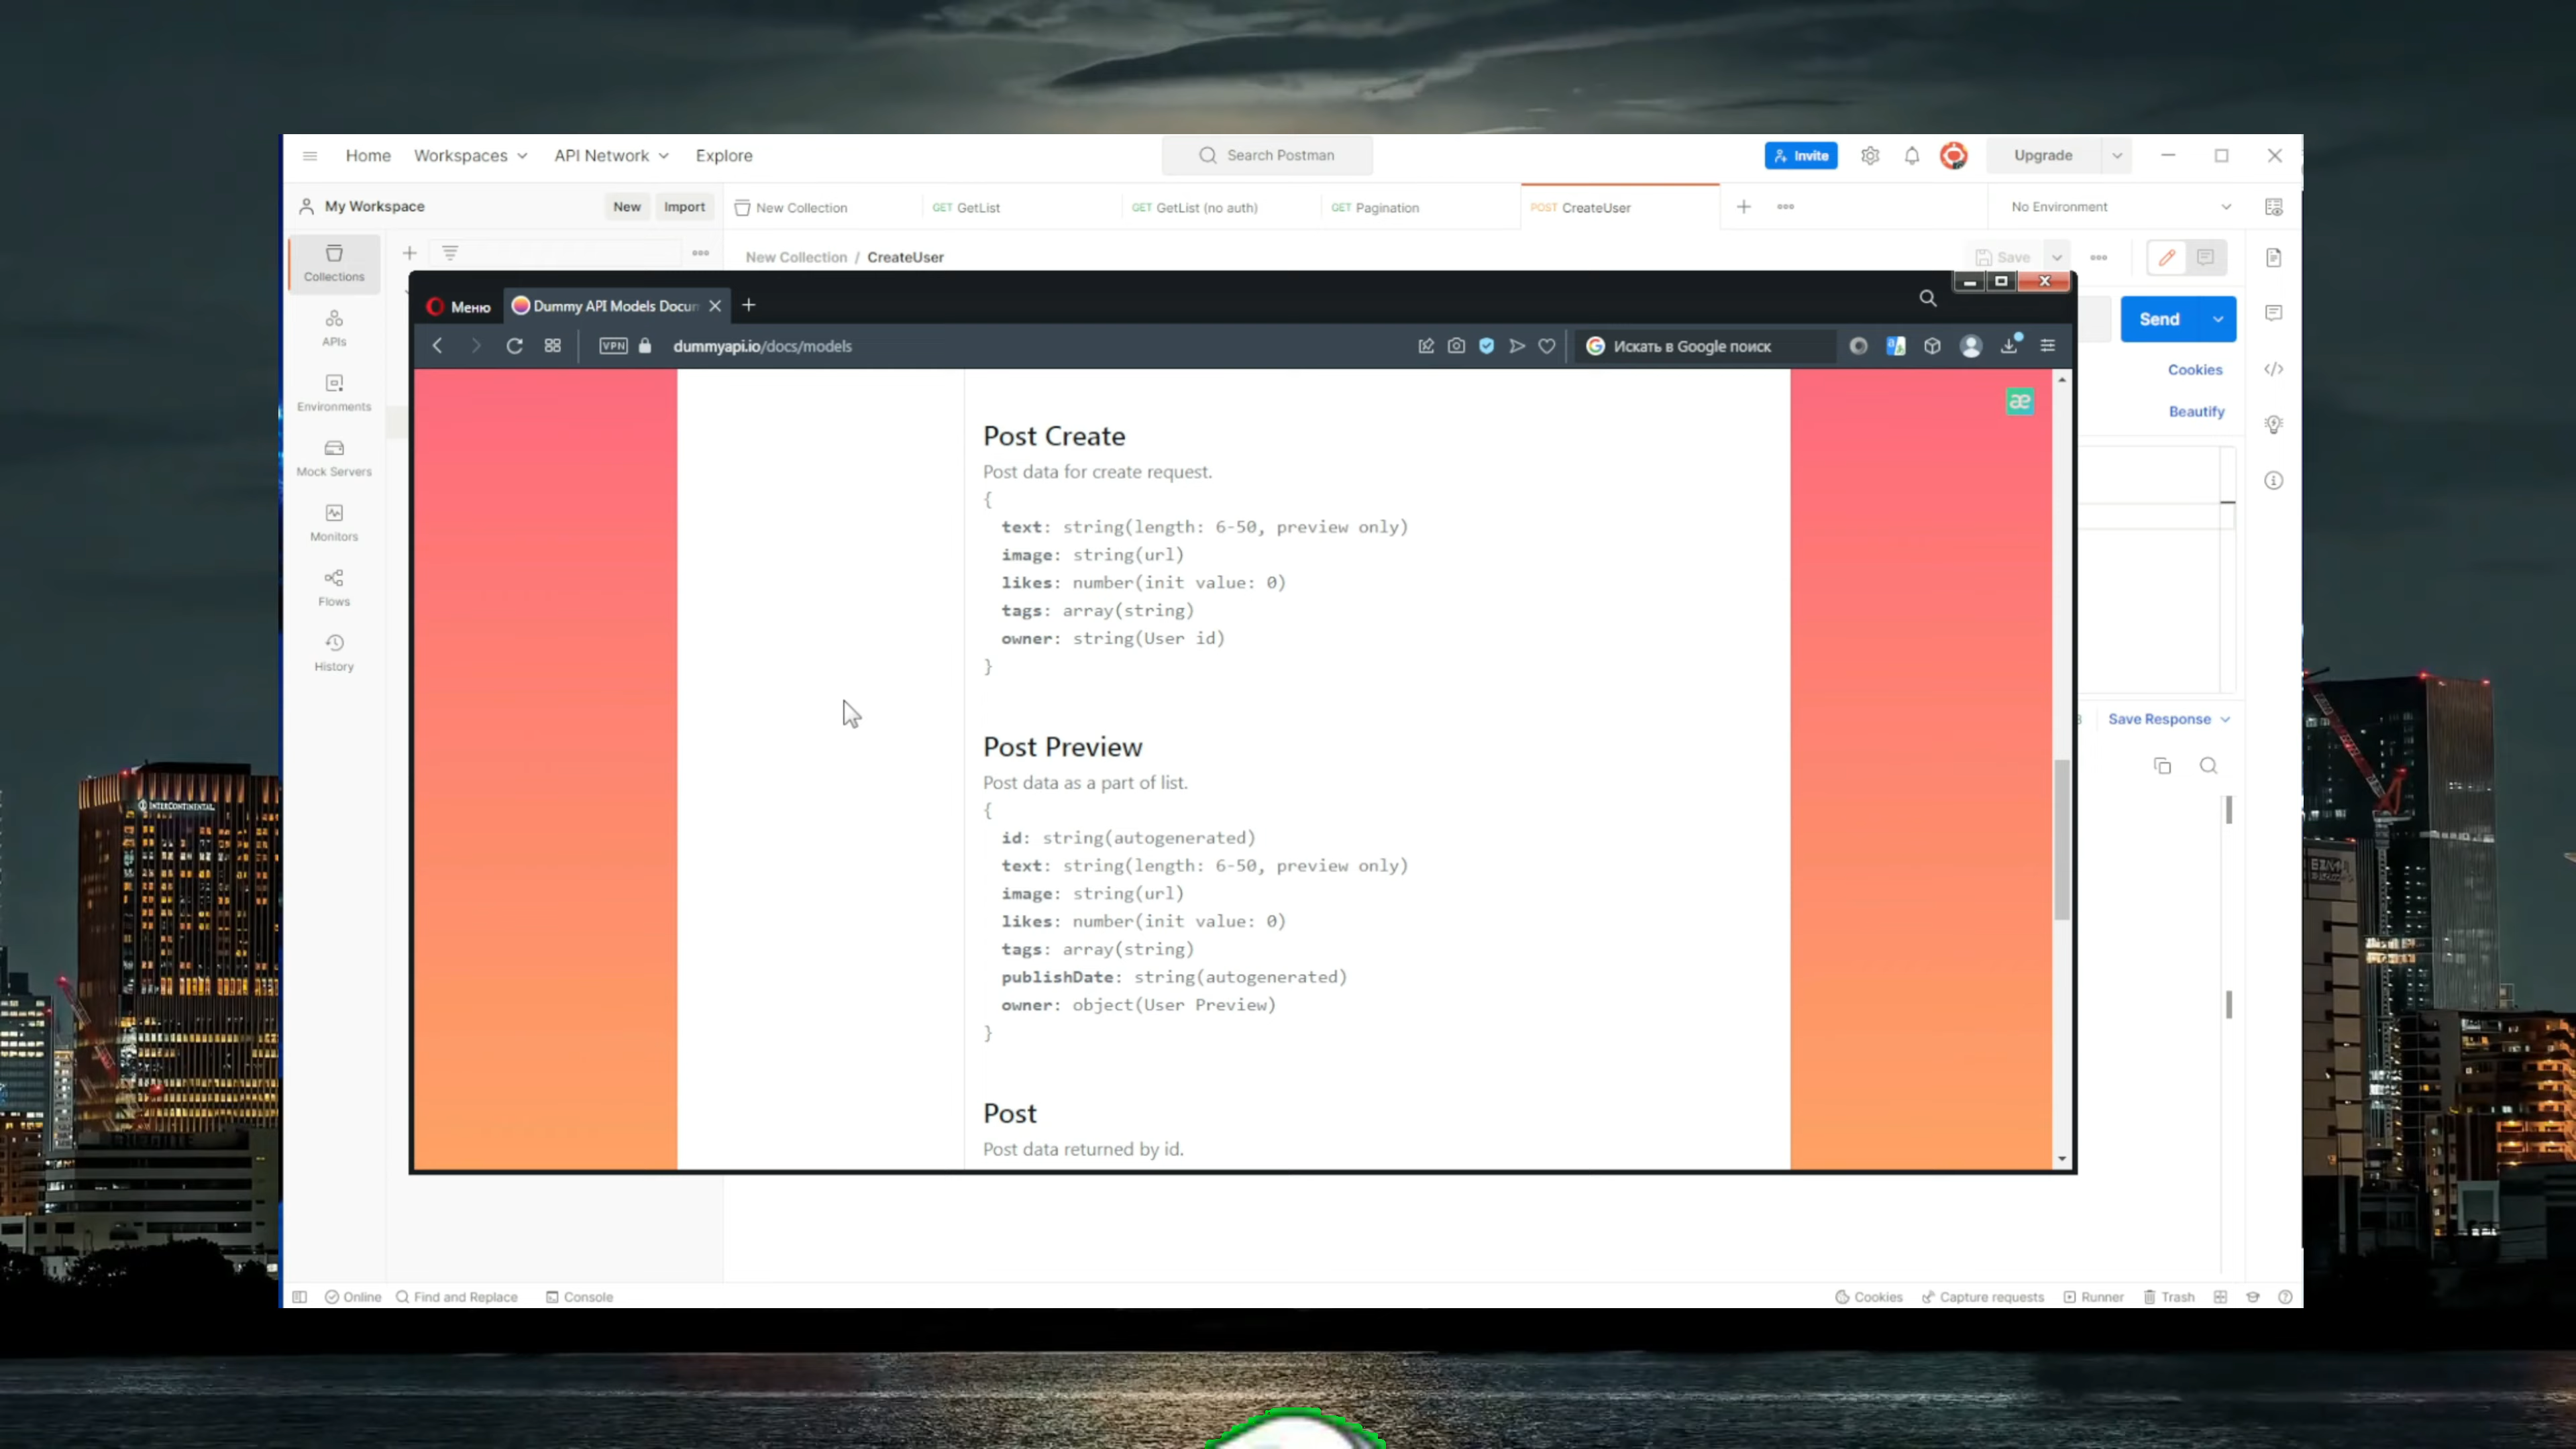 Home
Workspaces
API Network
Explore
Search Postman
Invite
Upgrade
My Workspace
New
Import
New Collection
GET GetList
GET GetList (no auth)
GET Pagination
POST CreateUser
No Environment
New Collection / CreateUser
Save
Collections
APIs
Environments
Mock Servers
Monitors
Flows
History
Send
Cookies
Beautify
Save Response
Меню
Dummy API Models Docum
VPN
dummyapi.io/docs/models
Искать в Google поиск
æ
Post Create
Post data for create request.
{
text: string(length: 6-50, preview only)
image: string(url)
likes: number(init value: 0)
tags: array(string)
owner: string(User id)
}
Post Preview
Post data as a part of list.
{
id: string(autogenerated)
text: string(length: 6-50, preview only)
image: string(url)
likes: number(init value: 0)
tags: array(string)
publishDate: string(autogenerated)
owner: object(User Preview)
}
Post
Post data returned by id.
INTERCONTINENTAL
Online
Find and Replace
Console
Cookies
Capture requests
Runner
Trash